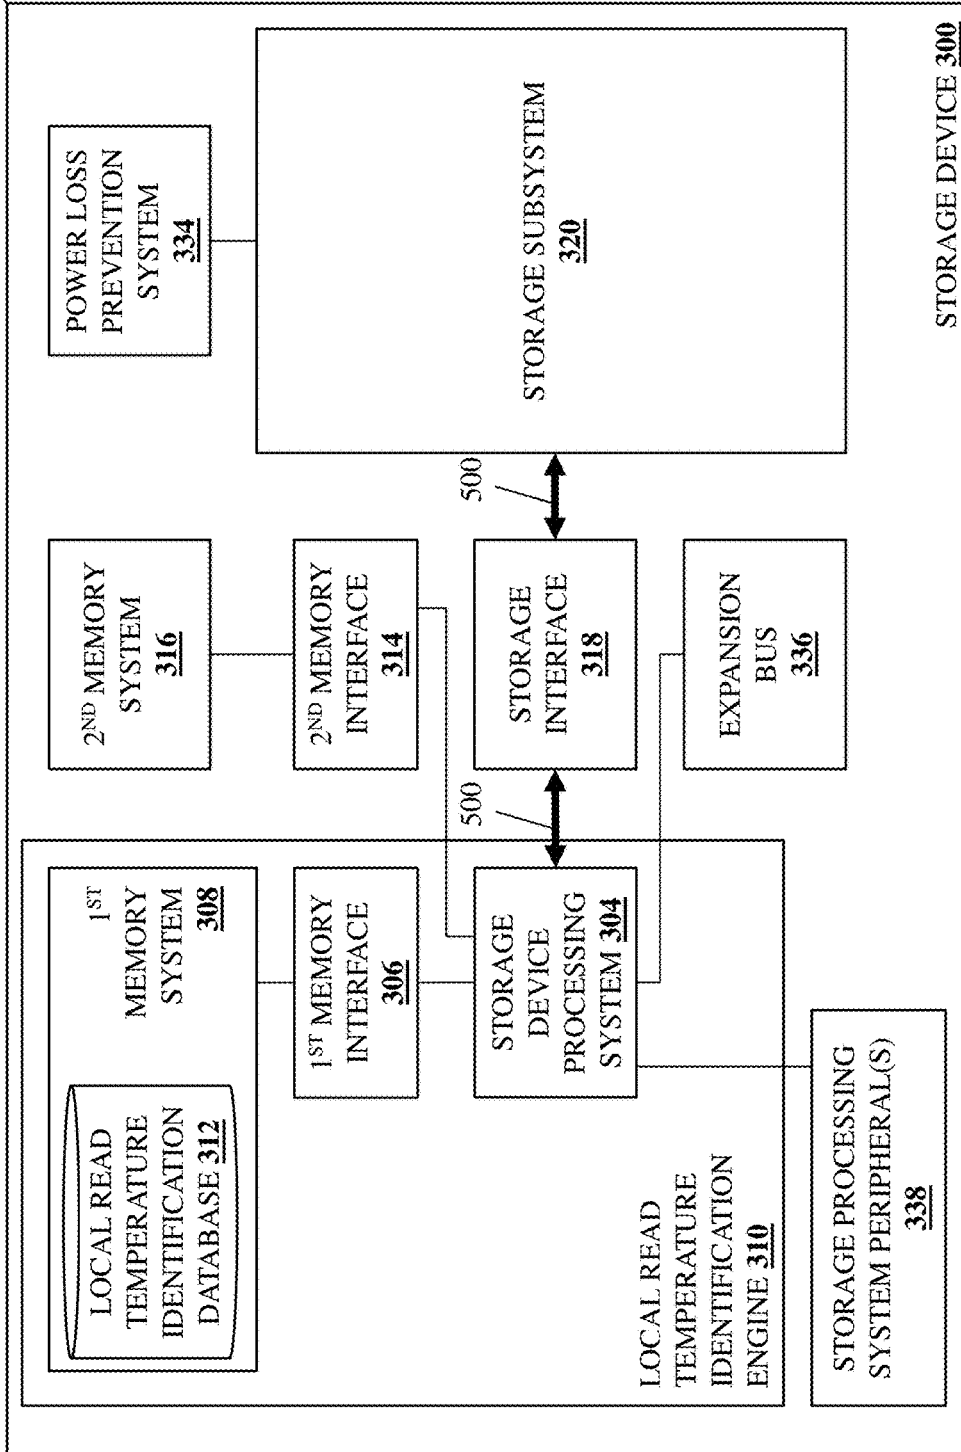 LOCAL READ
TEMPERATURE
IDENTIFICATION
DATABASE 312
1ST
MEMORY
SYSTEM
308
2ND MEMORY
SYSTEM
316
POWER LOSS
PREVENTION
SYSTEM
334
1ST MEMORY
INTERFACE
306
2ND MEMORY
INTERFACE
314
STORAGE
DEVICE
PROCESSING
SYSTEM 304
500
STORAGE
INTERFACE
318
500
STORAGE SUBSYSTEM
320
LOCAL READ
TEMPERATURE
IDENTIFICATION
ENGINE 310
EXPANSION
BUS
336
STORAGE PROCESSING
SYSTEM PERIPHERAL(S)
338
STORAGE DEVICE 300